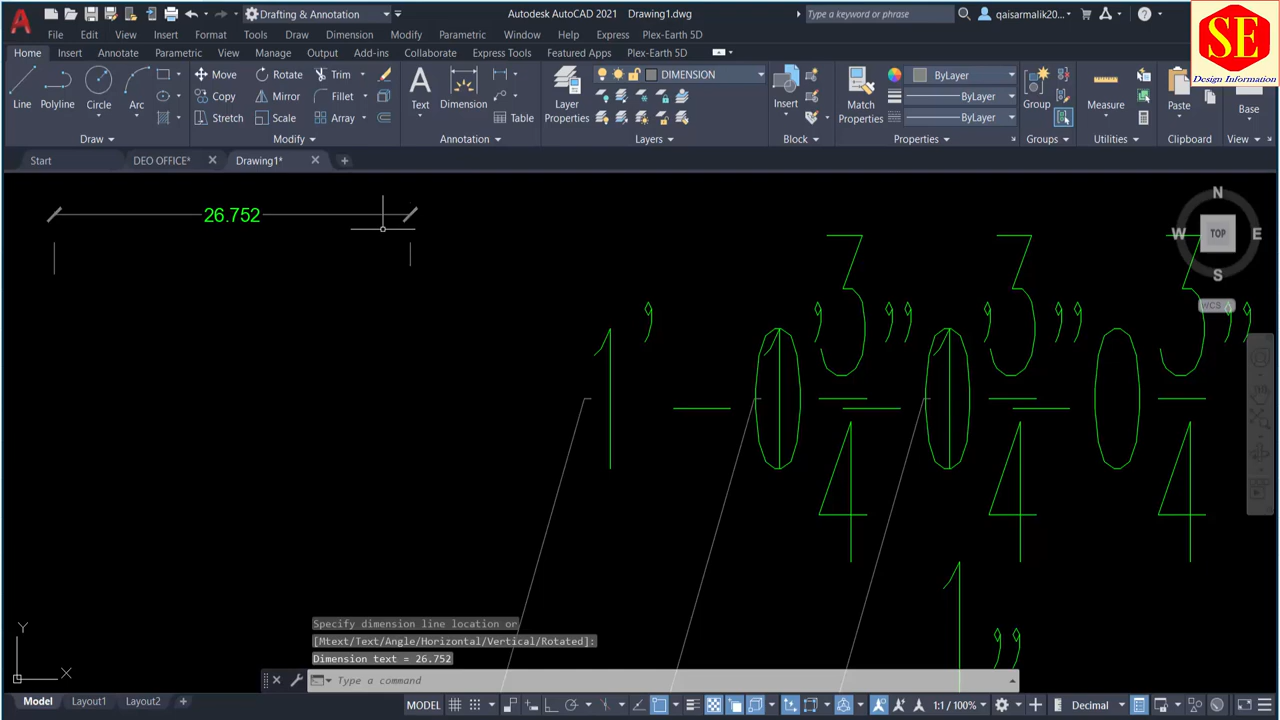 Drafting & Annotation
Autodesk AutoCAD 2021 Drawing1.dwg
Type a keyword or phrase
qaisarmalik20...
SE
Design Information
File Edit View Insert Format Tools Draw Dimension Modify Parametric Window Help Express Plex-Earth 5D
Home Insert Annotate Parametric View Manage Output Add-ins Collaborate Express Tools Featured Apps Plex-Earth 5D
Line Polyline Circle Arc
Move Rotate Trim
Copy Mirror Fillet
Stretch Scale Array
Text Dimension Table
Layer Properties
DIMENSION
Insert
Match Properties
ByLayer
ByLayer
ByLayer
Group
Measure
Paste
Base
Draw Modify Annotation Layers Block Properties Groups Utilities Clipboard View
Start DEO OFFICE* Drawing1*
26.752
N
W TOP E
S
WCS
1' - 0 3/4"
1' - 0 3/4"
1' - 0 3/4"
1"
Specify dimension line location or
[Mtext/Text/Angle/Horizontal/Vertical/Rotated]:
Dimension text = 26.752
Type a command
Y
X
Model Layout1 Layout2
MODEL
1:1 / 100%
Decimal